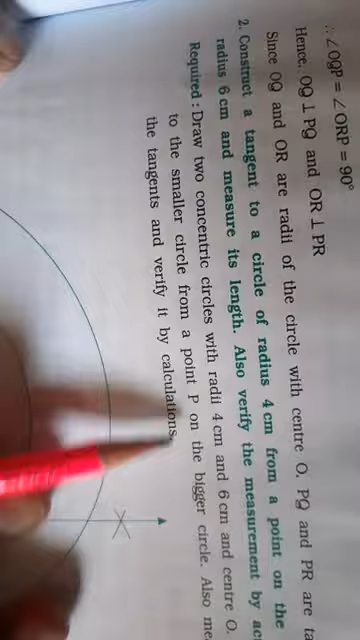 ∴ ∠OQP = ∠ORP = 90°
Hence, OQ ⊥ PQ and OR ⊥ PR
Since OQ and OR are radii of the circle with centre O, PQ and PR are
2. Construct a tangent to a circle of radius 4 cm from a point on the
radius 6 cm and measure its length. Also verify the measurement by
Required : Draw two concentric circles with radii 4 cm and 6 cm and centre O.
to the smaller circle from a point P on the bigger circle. Also
the tangents and verify it by calculations.